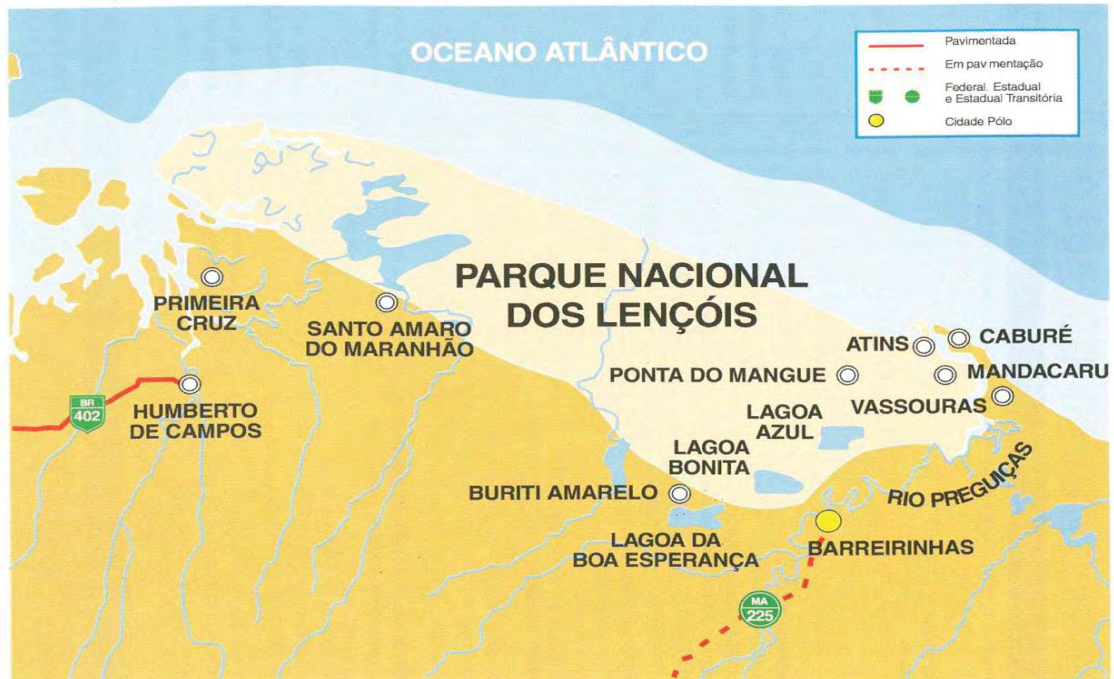 OCEANO ATLÂNTICO
Pavimentada
Em pav mentação
Federal. Estadual
e Estadual Transitória
Cidade Pólo
PARQUE NACIONAL
DOS LENÇÓIS
PRIMEIRA
CRUZ
SANTO AMARO
DO MARANHÃO
ATINS
CABURÉ
PONTA DO MANGUE
MANDACARU
BR
402
HUMBERTO
DE CAMPOS
LAGOA
AZUL
VASSOURAS
LAGOA
BONITA
RIO PREGUIÇAS
BURITI AMARELO
LAGOA DA
BOA ESPERANÇA
BARREIRINHAS
MA
225